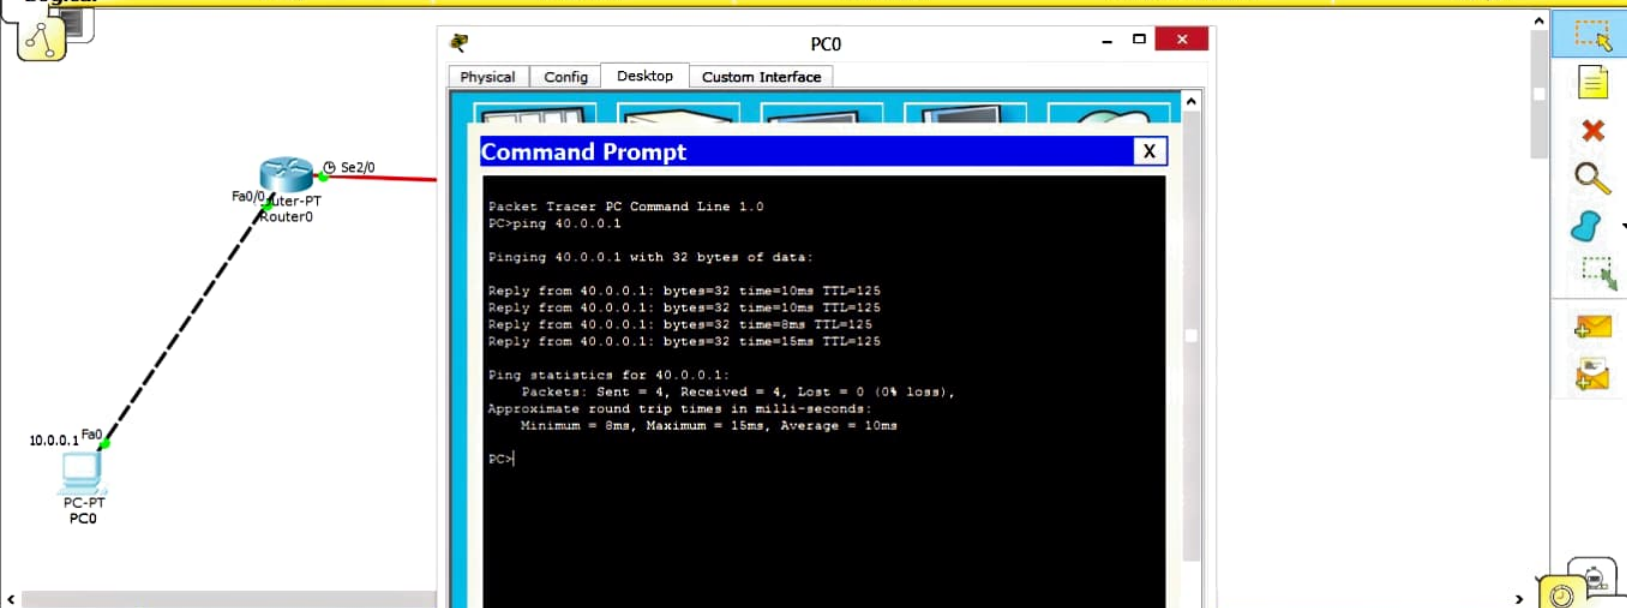 PC0
Physical
Config
Desktop
Custom Interface
Command Prompt
X
Packet Tracer PC Command Line 1.0
PC>ping 40.0.0.1
Pinging 40.0.0.1 with 32 bytes of data:
Reply from 40.0.0.1: bytes=32 time=10ms TTL=125
Reply from 40.0.0.1: bytes=32 time=10ms TTL=125
Reply from 40.0.0.1: bytes=32 time=8ms TTL=125
Reply from 40.0.0.1: bytes=32 time=15ms TTL=125
Ping statistics for 40.0.0.1:
Packets: Sent = 4, Received = 4, Lost = 0 (0% loss),
Approximate round trip times in milli-seconds:
Minimum = 8ms, Maximum = 15ms, Average = 10ms
PC>
Se2/0
Fa0/0
Router0
10.0.0.1
Fa0
PC-PT
PC0